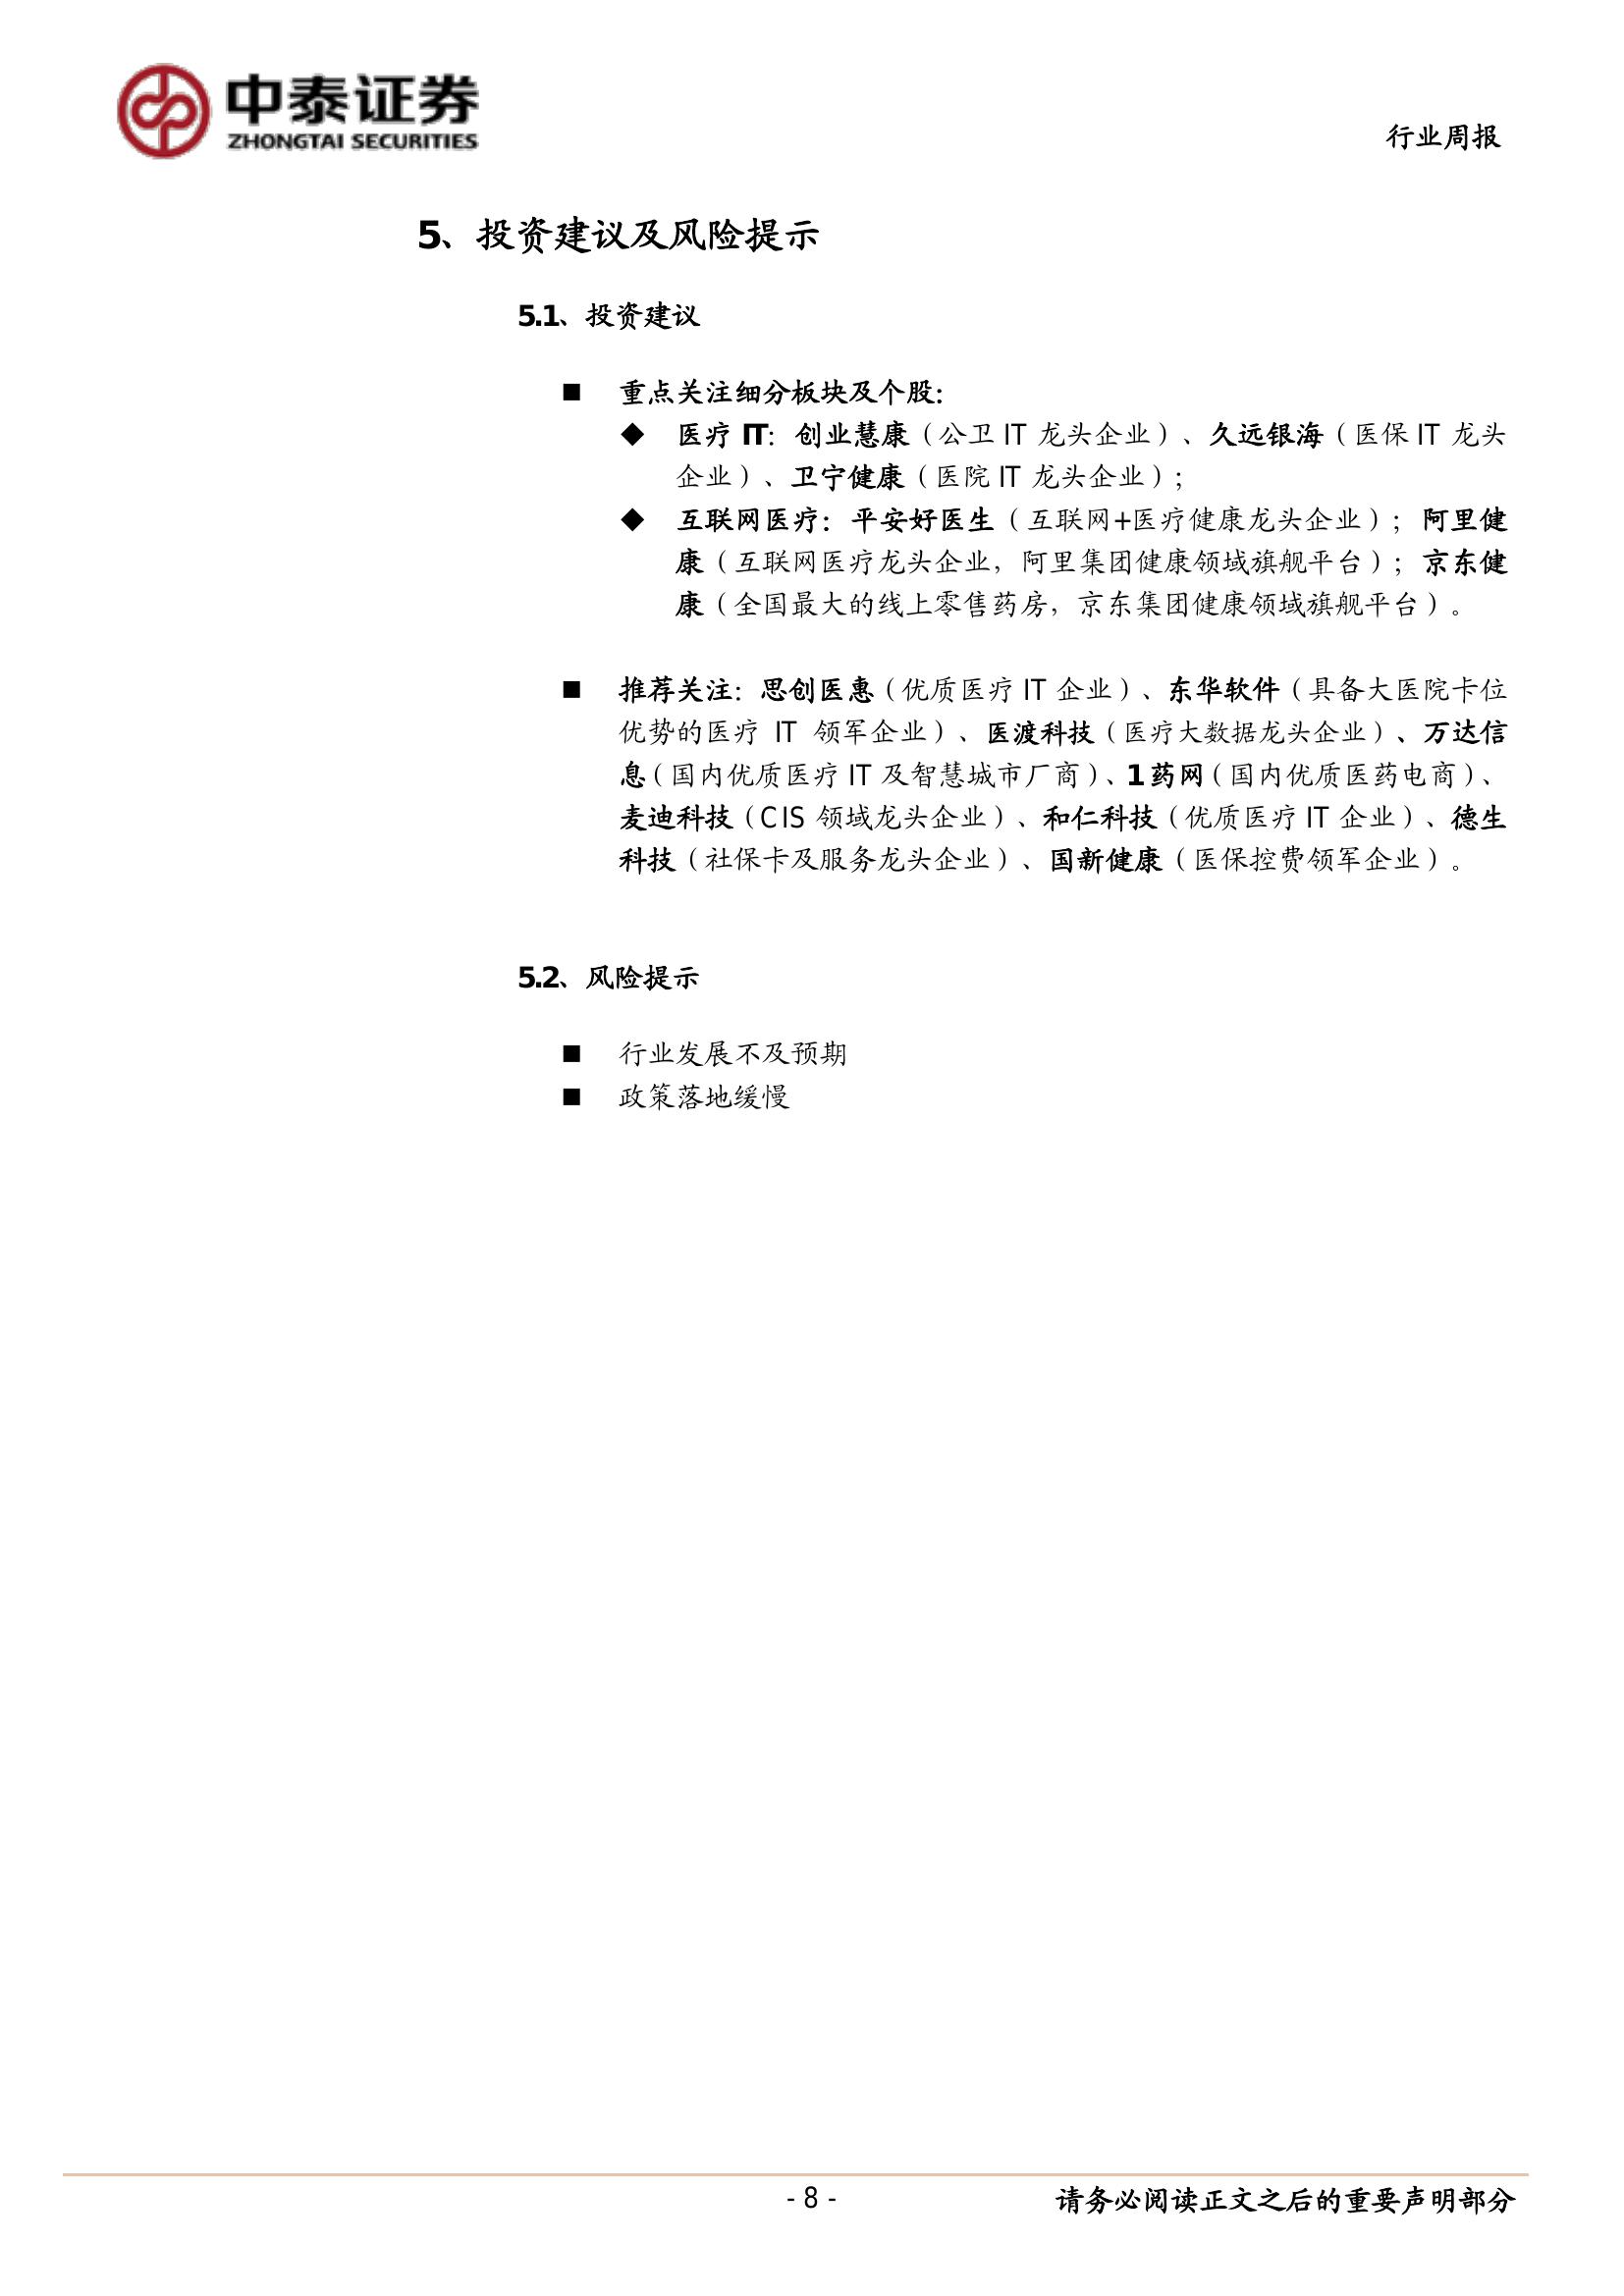 中泰证券
ZHONGTAI SECURITIES
行业周报
5、投资建议及风险提示
5.1、投资建议
■ 重点关注细分板块及个股：
◆ 医疗 IT：创业慧康（公卫 IT 龙头企业）、久远银海（医保 IT 龙头
企业）、卫宁健康（医院 IT 龙头企业）；
◆ 互联网医疗：平安好医生（互联网+医疗健康龙头企业）；阿里健
康（互联网医疗龙头企业，阿里集团健康领域旗舰平台）；京东健
康（全国最大的线上零售药房，京东集团健康领域旗舰平台）。
■ 推荐关注：思创医惠（优质医疗 IT 企业）、东华软件（具备大医院卡位
优势的医疗 IT 领军企业）、医渡科技（医疗大数据龙头企业）、万达信
息（国内优质医疗 IT 及智慧城市厂商）、1 药网（国内优质医药电商）、
麦迪科技（CIS 领域龙头企业）、和仁科技（优质医疗 IT 企业）、德生
科技（社保卡及服务龙头企业）、国新健康（医保控费领军企业）。
5.2、风险提示
■ 行业发展不及预期
■ 政策落地缓慢
- 8 -
请务必阅读正文之后的重要声明部分